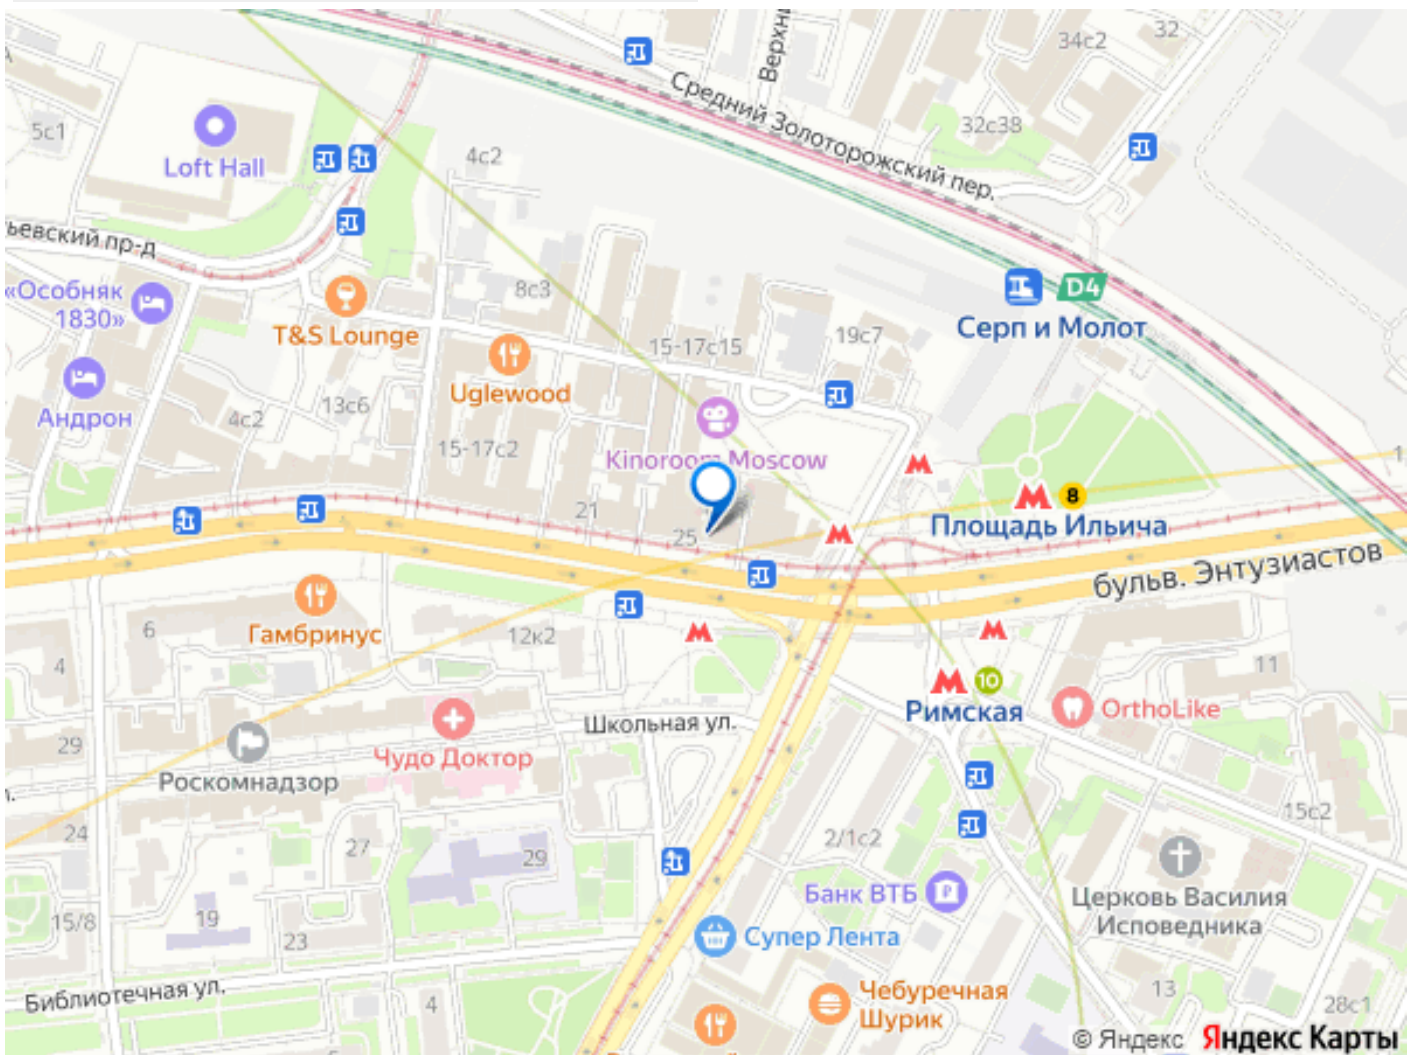 Верхни
34с2
32
5с1
Средний Золоторожский пер.
32с38
Loft Hall
4с2
ьевский пр-д
«Особняк
1830»
8с3
D4
T&S Lounge
Серп и Молот
15-17с15
19с7
Uglewood
Андрон
4с2
13с6
15-17с2
Kinoroom Moscow
1
21
8
Площадь Ильича
25
бульв. Энтузиастов
6
Гамбринус
12к2
4
11
10
Римская
OrthoLike
29
Школьная ул.
Чудо Доктор
Роскомнадзор
15с2
24
27
2/1с2
29
Банк ВТБ
Церковь Василия
Исповедника
15/8
19
23
Супер Лента
Библиотечная ул.
4
Чебуречная
Шурик
13
28с1
5
© Яндекс Яндекс Карты